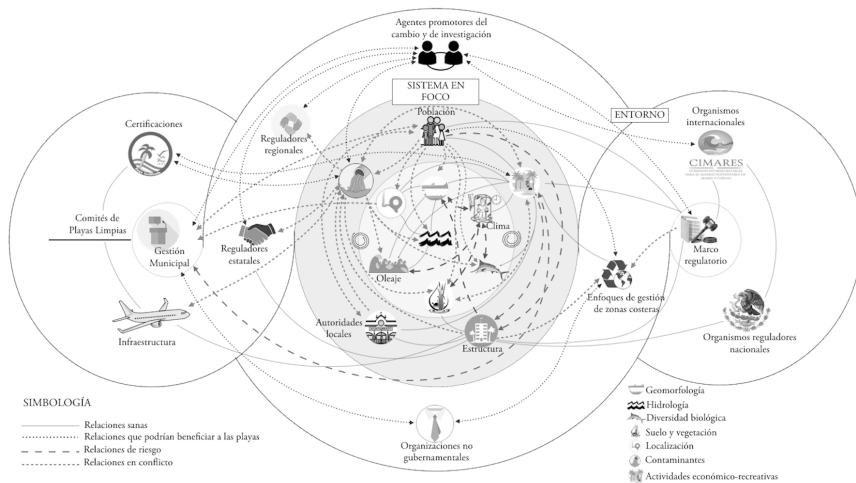 Agentes promotores del
cambio y de investigación
SISTEMA EN
FOCO
Población
ENTORNO
Organismos
internacionales
CIMARES
Certificaciones
Reguladores
regionales
Comités de
Playas Limpias
Gestión
Municipal
Reguladores
estatales
Clima
Oleaje
Marco
regulatorio
Enfoques de gestión
de zonas costeras
Infraestructura
Autoridades
locales
Estructura
Organismos reguladores
nacionales
Organizaciones no
gubernamentales
SIMBOLOGÍA
Relaciones sanas
Relaciones que podrían beneficiar a las playas
Relaciones de riesgo
Relaciones en conflicto
Geomorfología
Hidrología
Diversidad biológica
Suelo y vegetación
Localización
Contaminantes
Actividades económico-recreativas